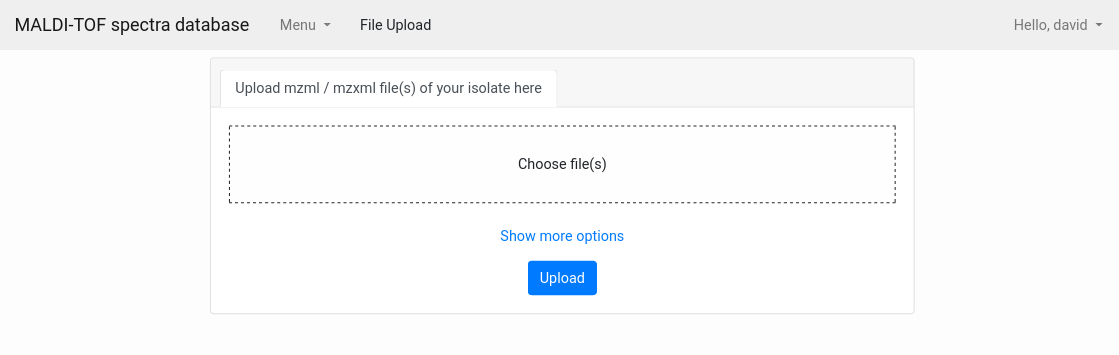 MALDI-TOF spectra database Menu File Upload Hello, david
Upload mzml / mzxml file(s) of your isolate here
Choose file(s)
Show more options
Upload